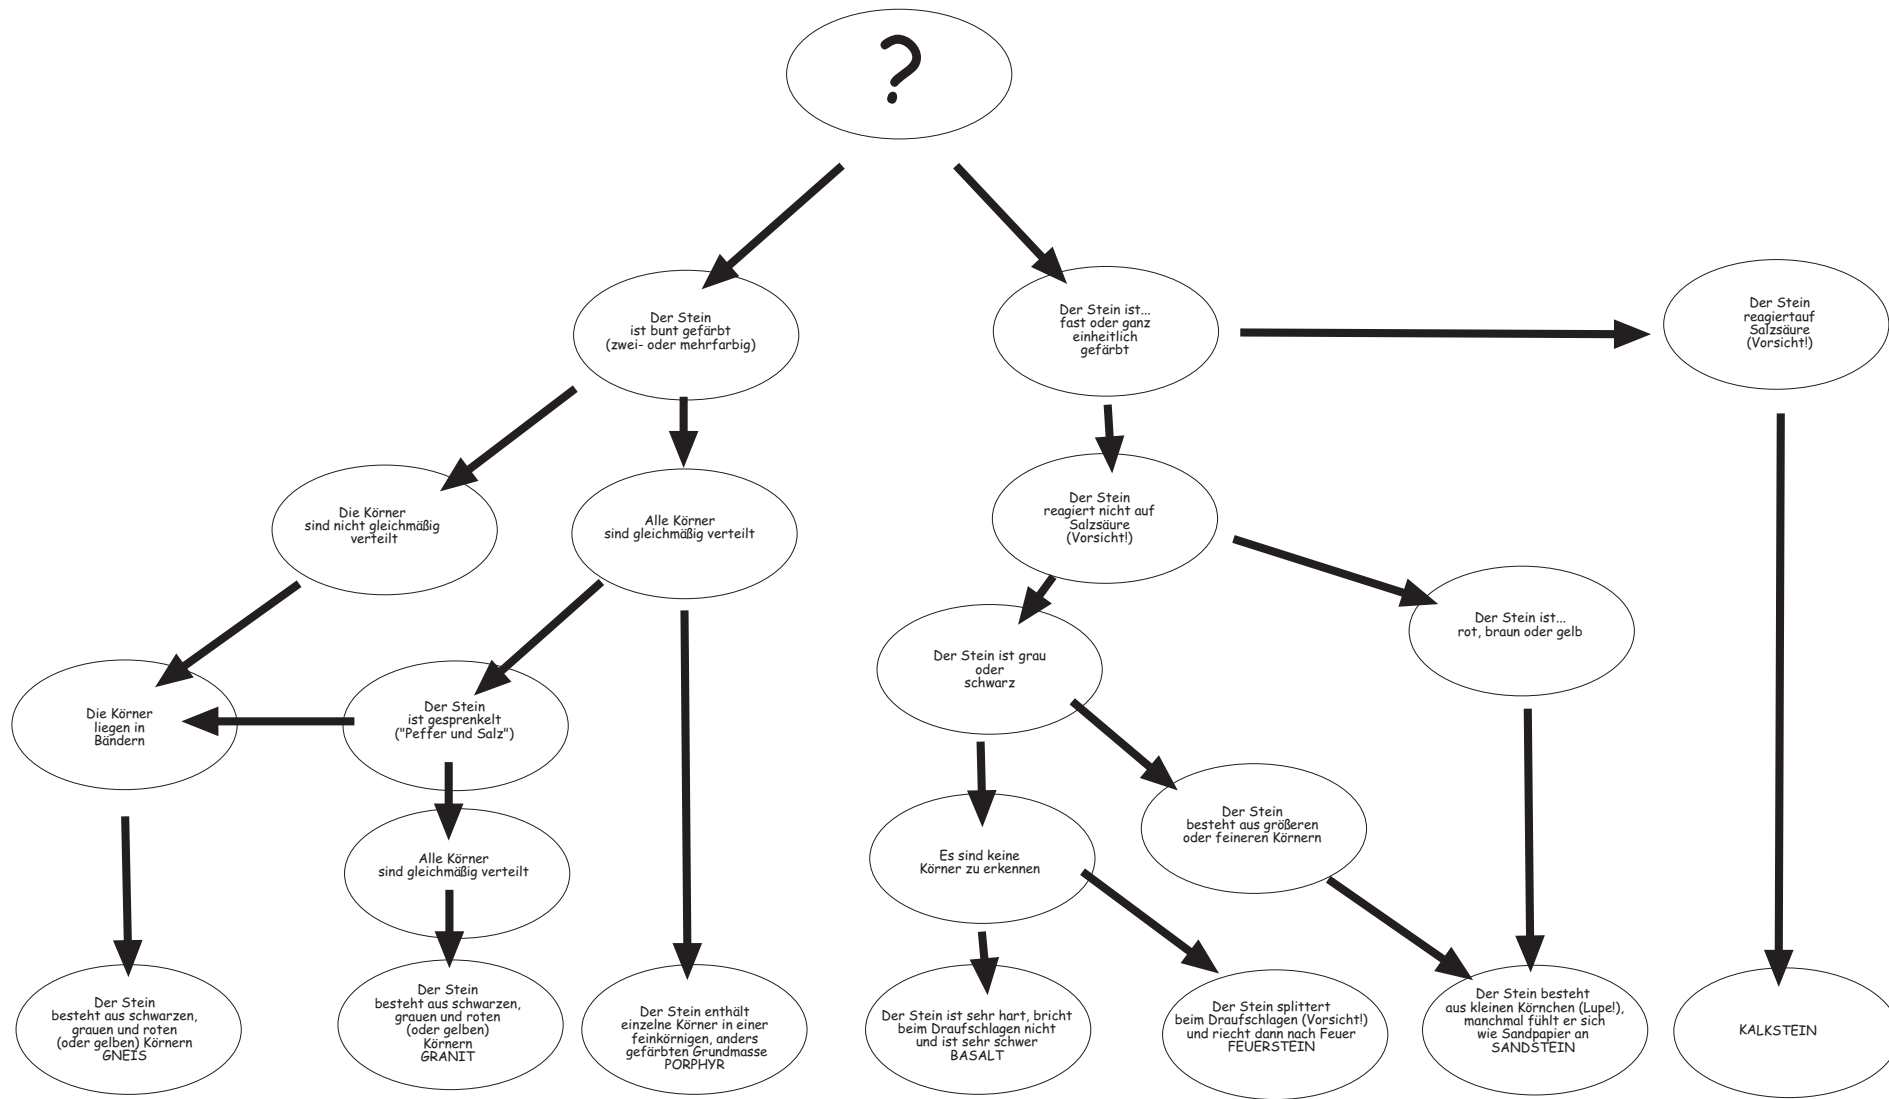 ?
Der Stein
ist bunt gefärbt
(zwei- oder mehrfarbig)
Der Stein ist...
fast oder ganz
einheitlich
gefärbt
Der Stein
reagiertauf
Salzsäure
(Vorsicht!)
Die Körner
sind nicht gleichmäßig
verteilt
Alle Körner
sind gleichmäßig verteilt
Der Stein
reagiert nicht auf
Salzsäure
(Vorsicht!)
Der Stein ist...
rot, braun oder gelb
Der Stein ist grau
oder
schwarz
Die Körner
liegen in
Bändern
Der Stein
ist gesprenkelt
("Peffer und Salz")
Der Stein
besteht aus größeren
oder feineren Körnern
Alle Körner
sind gleichmäßig verteilt
Es sind keine
Körner zu erkennen
Der Stein
besteht aus schwarzen,
grauen und roten
(oder gelben) Körnern
GNEIS
Der Stein
besteht aus schwarzen,
grauen und roten
(oder gelben)
Körnern
GRANIT
Der Stein enthält
einzelne Körner in einer
feinkörnigen, anders
gefärbten Grundmasse
PORPHYR
Der Stein ist sehr hart, bricht
beim Draufschlagen nicht
und ist sehr schwer
BASALT
Der Stein splittert
beim Draufschlagen (Vorsicht!)
und riecht dann nach Feuer
FEUERSTEIN
Der Stein besteht
aus kleinen Körnchen (Lupe!),
manchmal fühlt er sich
wie Sandpapier an
SANDSTEIN
KALKSTEIN